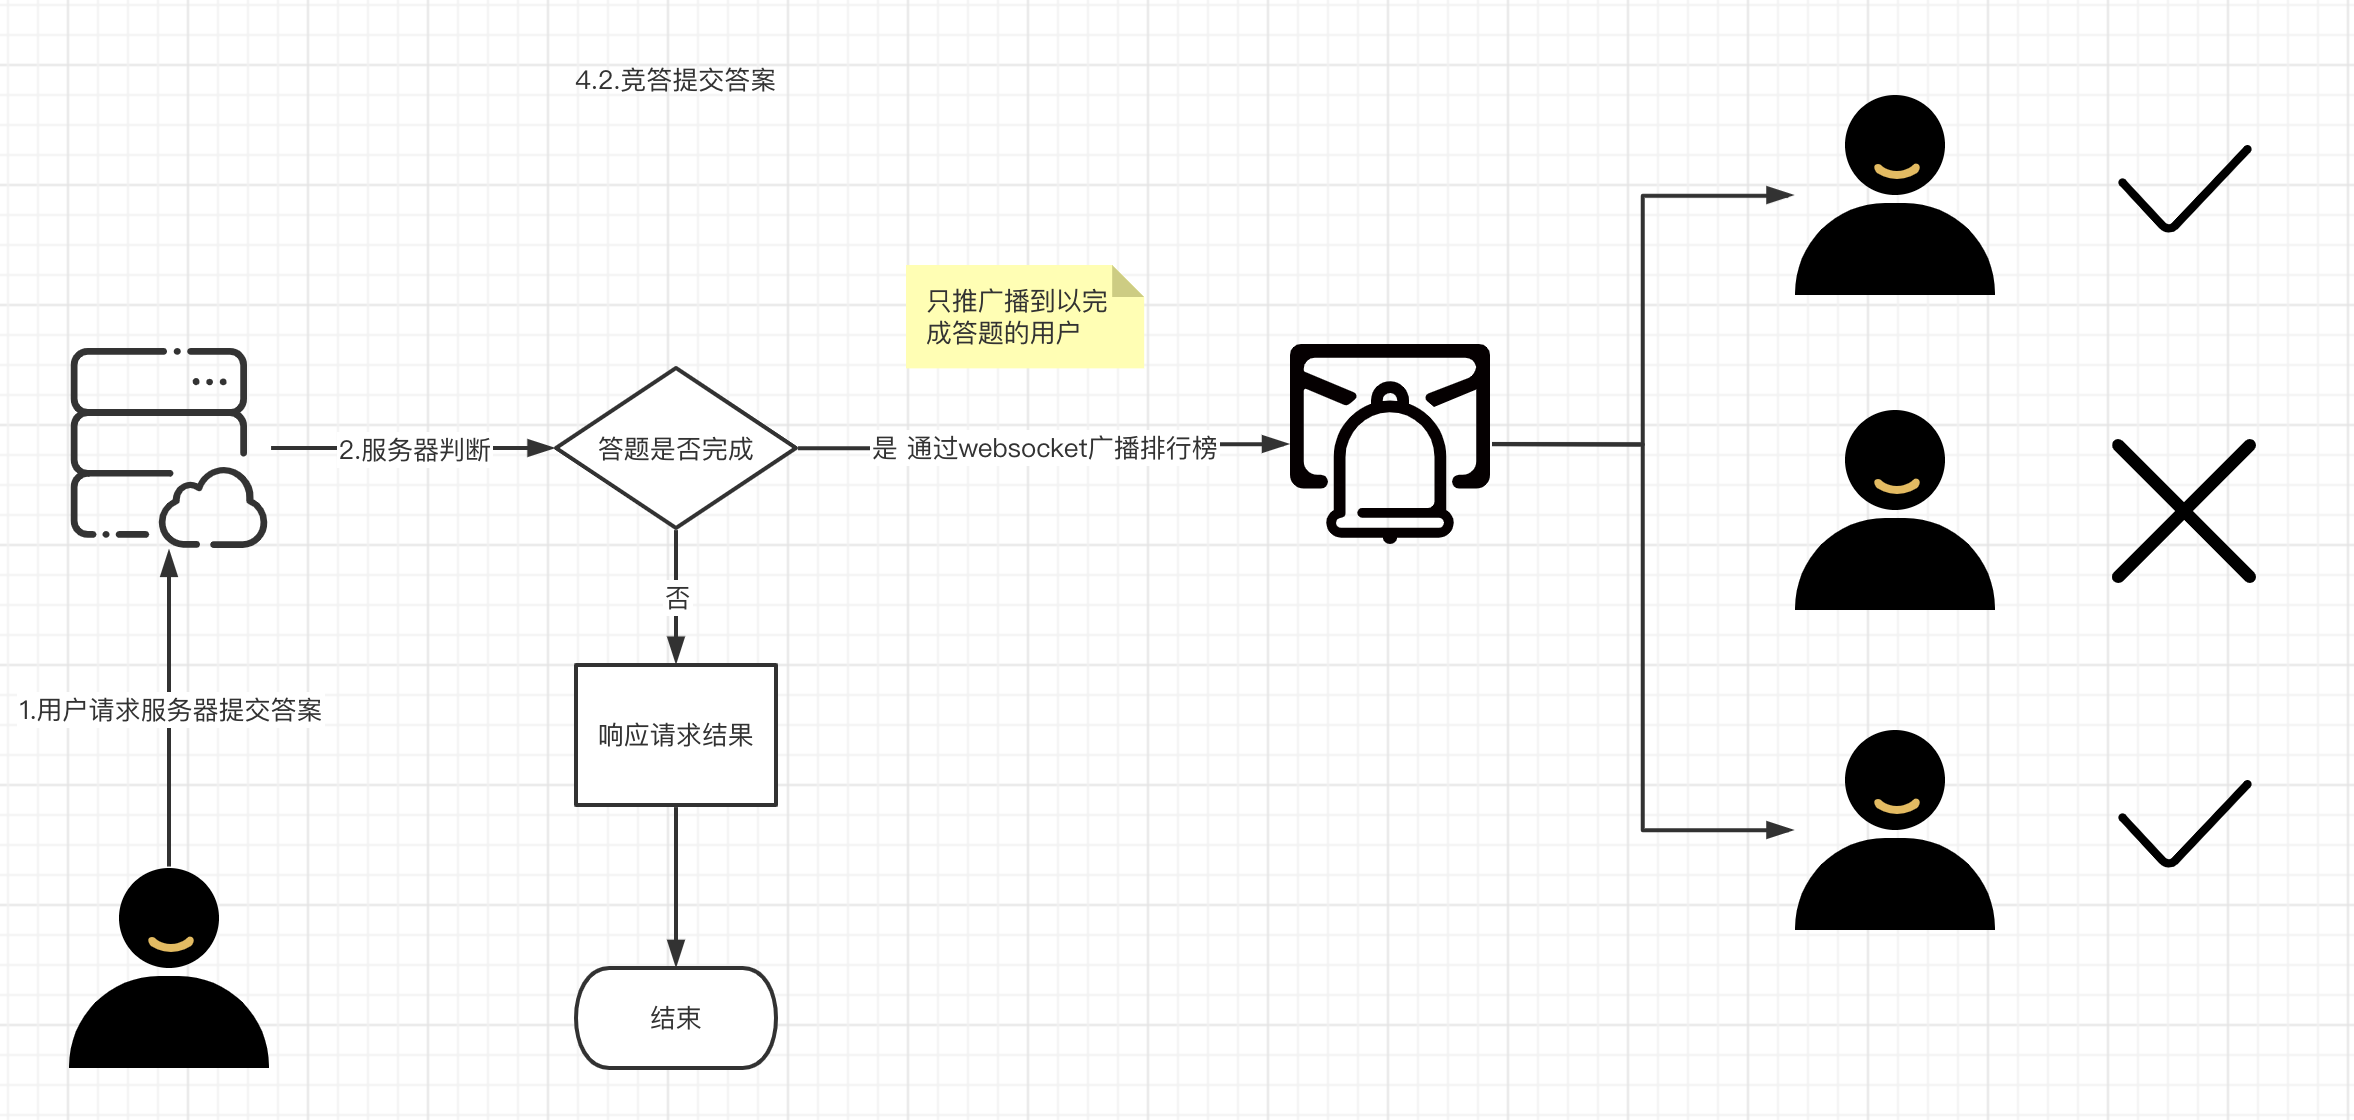 4.2.竞答提交答案
只推广播到以完
成答题的用户
2.服务器判断
答题是否完成
是 通过websocket广播排行榜
否
1.用户请求服务器提交答案
响应请求结果
结束